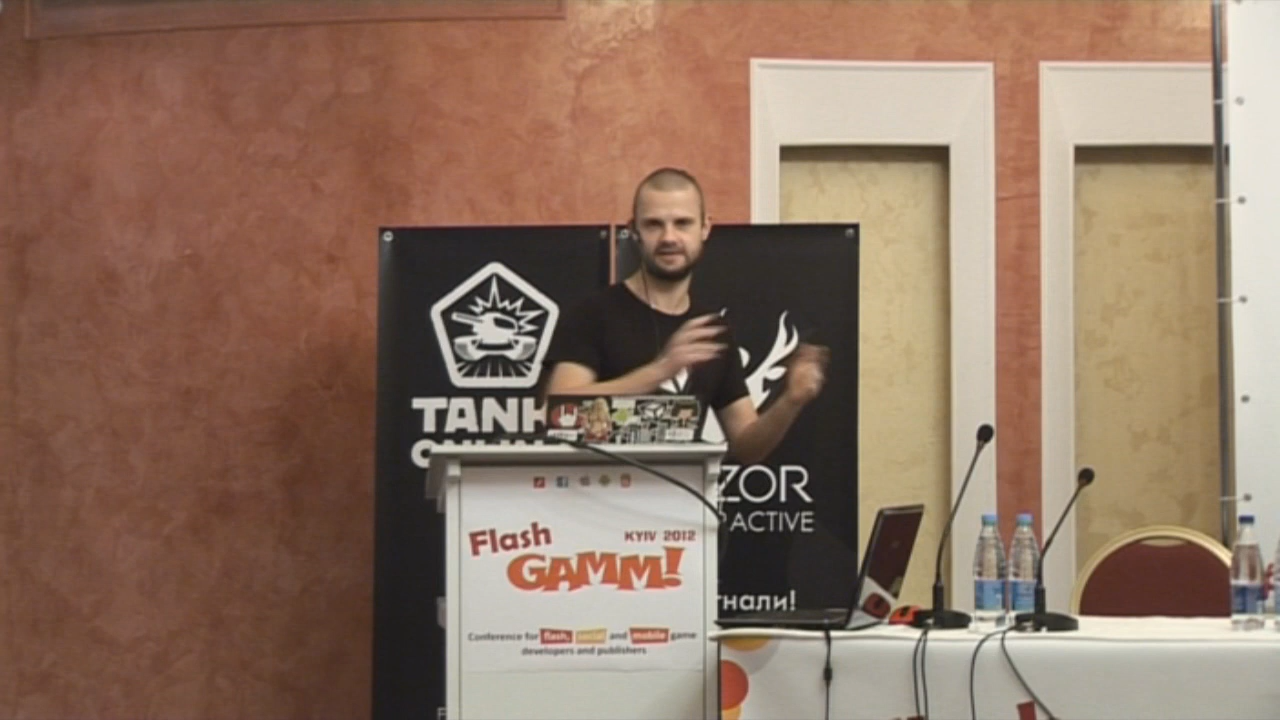 TANK
ZOR
ACTIVE
гнали!
Flash
KYIV 2012
GAMM!
Conference for flash, social and mobile game
developers and publishers